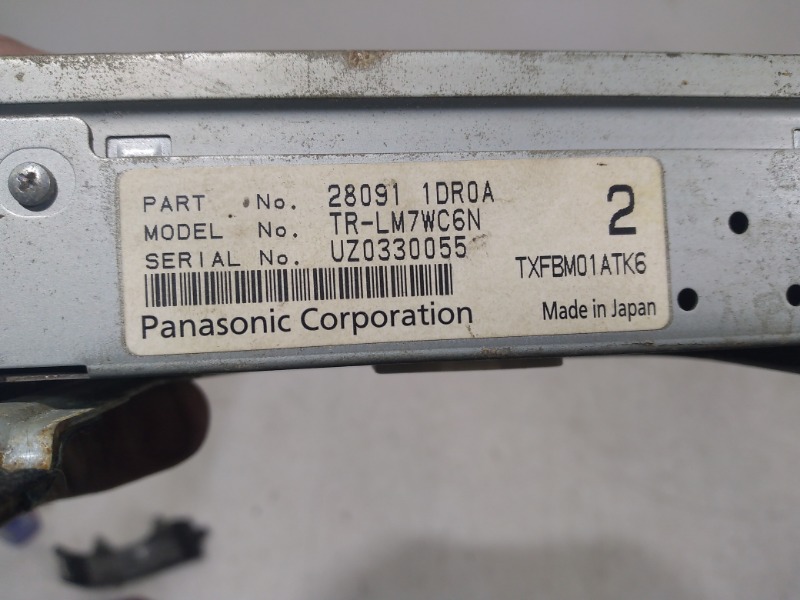 PART No. 28091 1DR0A
MODEL No. TR-LM7WC6N
SERIAL No. UZ0330055
2
TXFBM01ATK6
Panasonic Corporation
Made in Japan